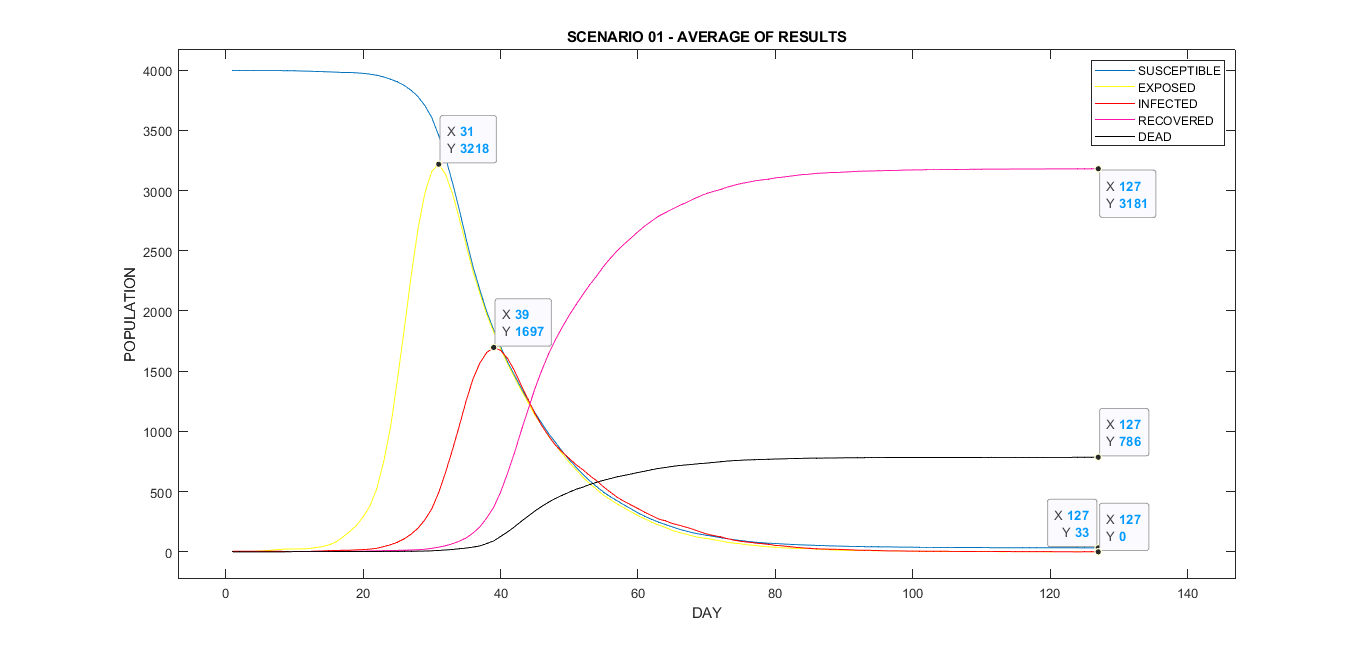 SCENARIO 01 - AVERAGE OF RESULTS
SUSCEPTIBLE
EXPOSED
INFECTED
RECOVERED
DEAD
POPULATION
4000
3500
3000
2500
2000
1500
1000
500
0
X 31
Y 3218
X 39
Y 1697
X 127
Y 3181
X 127
Y 786
X 127
Y 33
X 127
Y 0
0
20
40
60
80
100
120
140
DAY